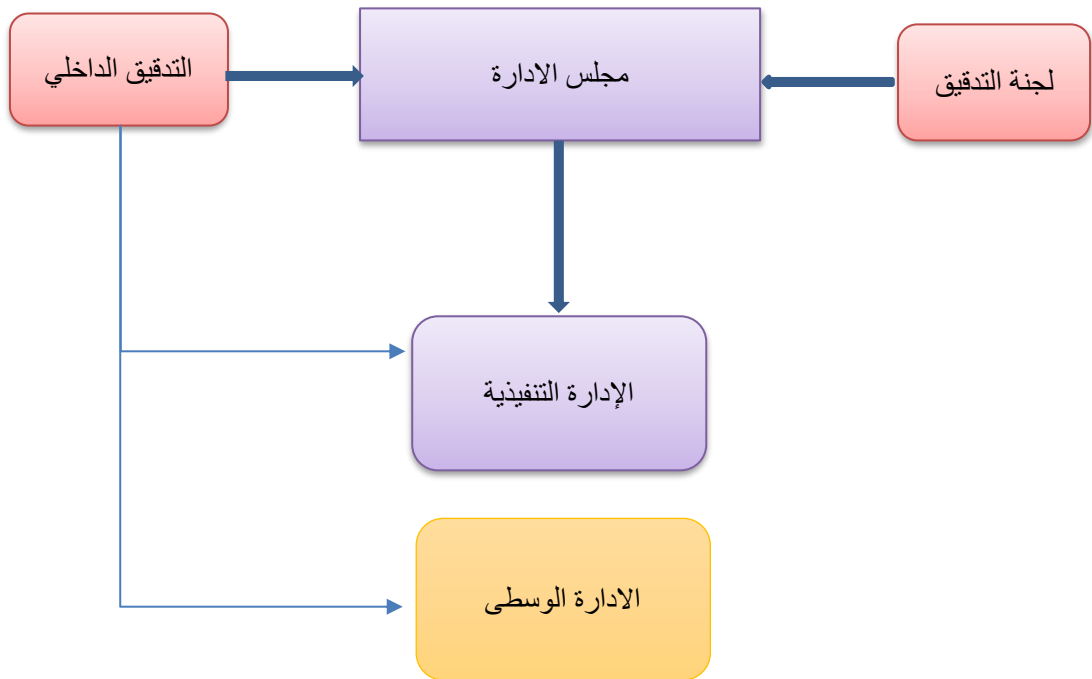 لجنة التدقيق
مجلس الادارة
التدقيق الداخلي
الإدارة التنفيذية
الادارة الوسطى